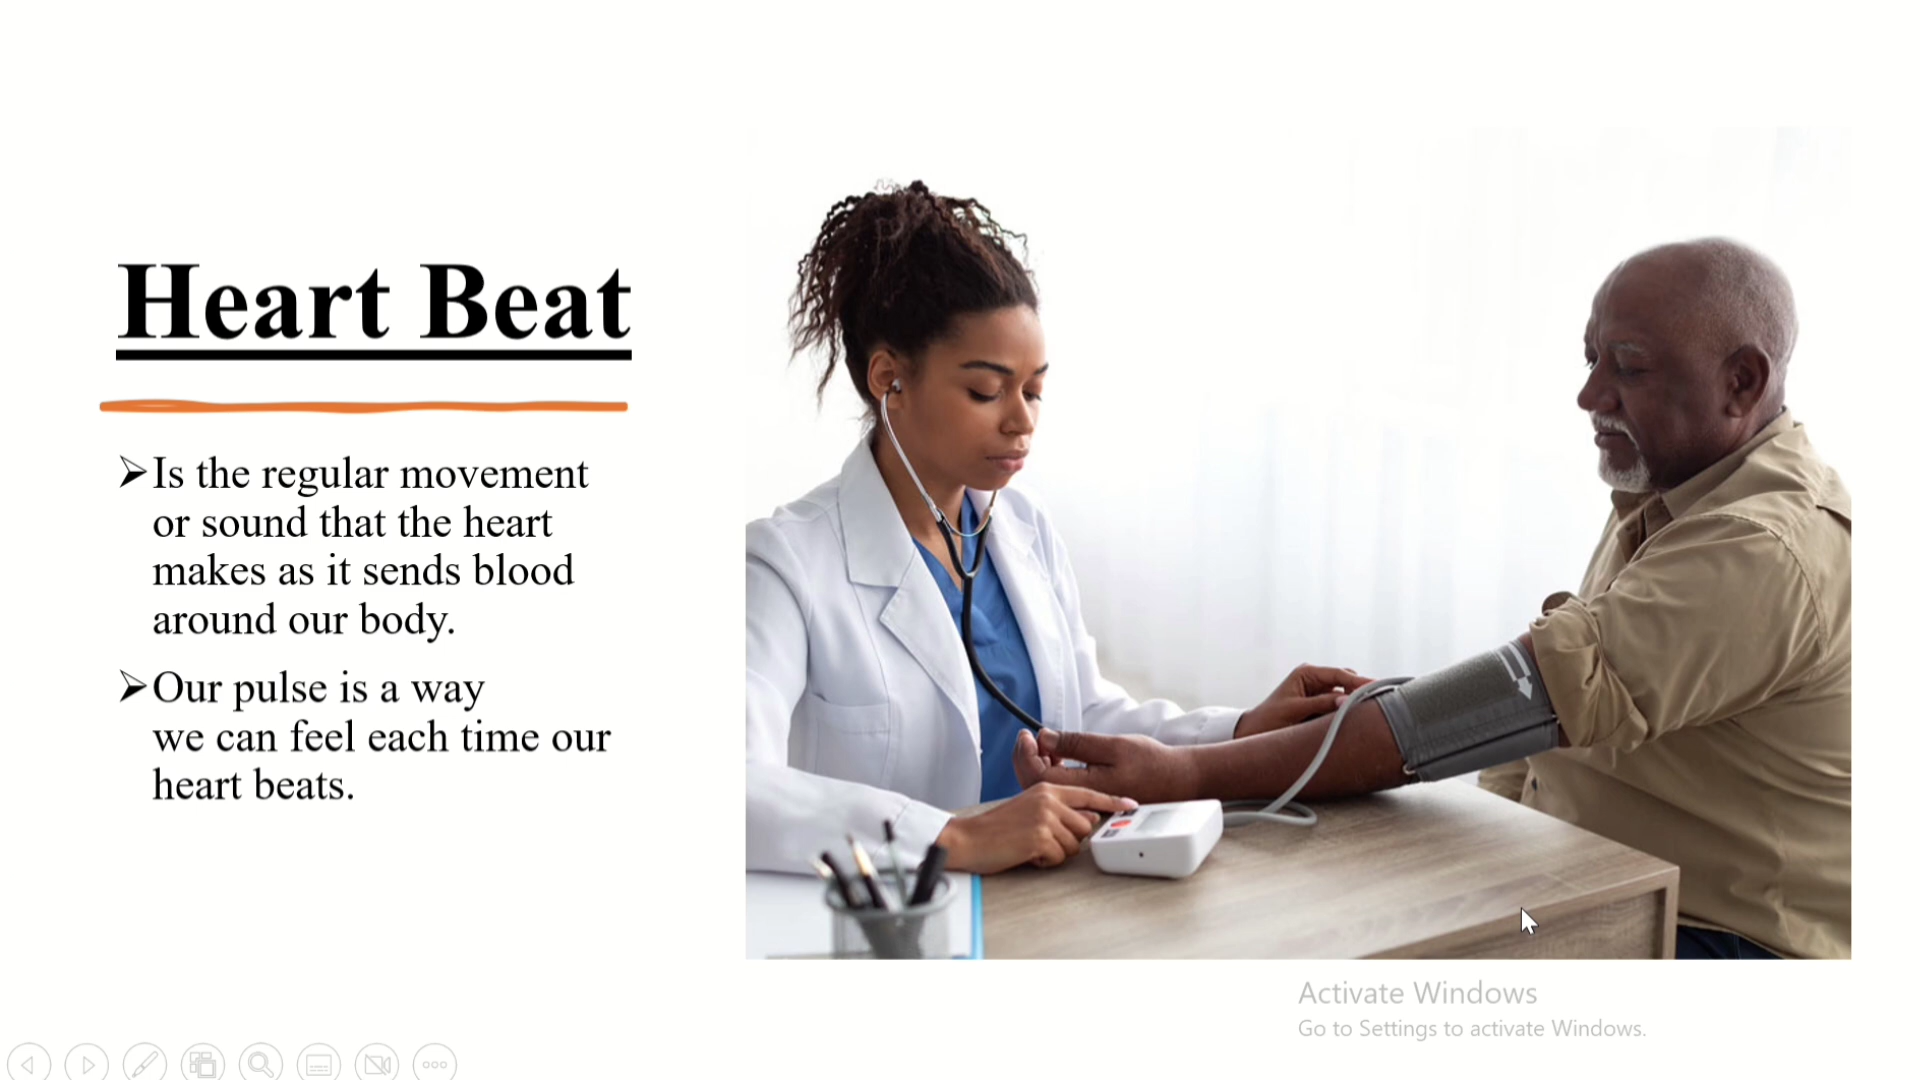 Heart Beat
➢Is the regular movement
or sound that the heart
makes as it sends blood
around our body.
➢Our pulse is a way
we can feel each time our
heart beats.
Activate Windows
Go to Settings to activate Windows.